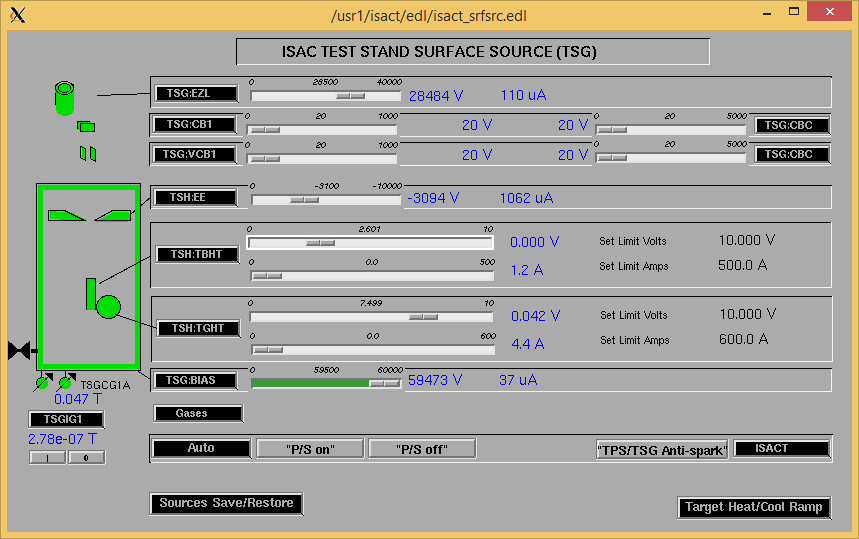 /usr1/isact/edl/isact_srfsrc.edl
ISAC TEST STAND SURFACE SOURCE (TSG)
TSG:EZL 0 28500 40000 28484 V 110 uA
TSG:CB1 0 20 1000 20 V 20 V 0 20 5000 TSG:CBC
TSG:VCB1 0 20 1000 20 V 20 V 0 20 5000 TSG:CBC
TSH:EE 0 -3100 -10000 -3094 V 1062 uA
TSH:TBHT 0 2.601 10 0.000 V Set Limit Volts 10.000 V
0 0.0 500 1.2 A Set Limit Amps 500.0 A
TSH:TGHT 0 7.499 10 0.042 V Set Limit Volts 10.000 V
0 0.0 600 4.4 A Set Limit Amps 600.0 A
TSG:BIAS 0 59500 60000 59473 V 37 uA
TSGCG1A
0.047 T
TSGIG1
2.78e-07 T
I 0
Gases
Auto "P/S on" "P/S off" "TPS/TSG Anti-spark" ISACT
Sources Save/Restore
Target Heat/Cool Ramp